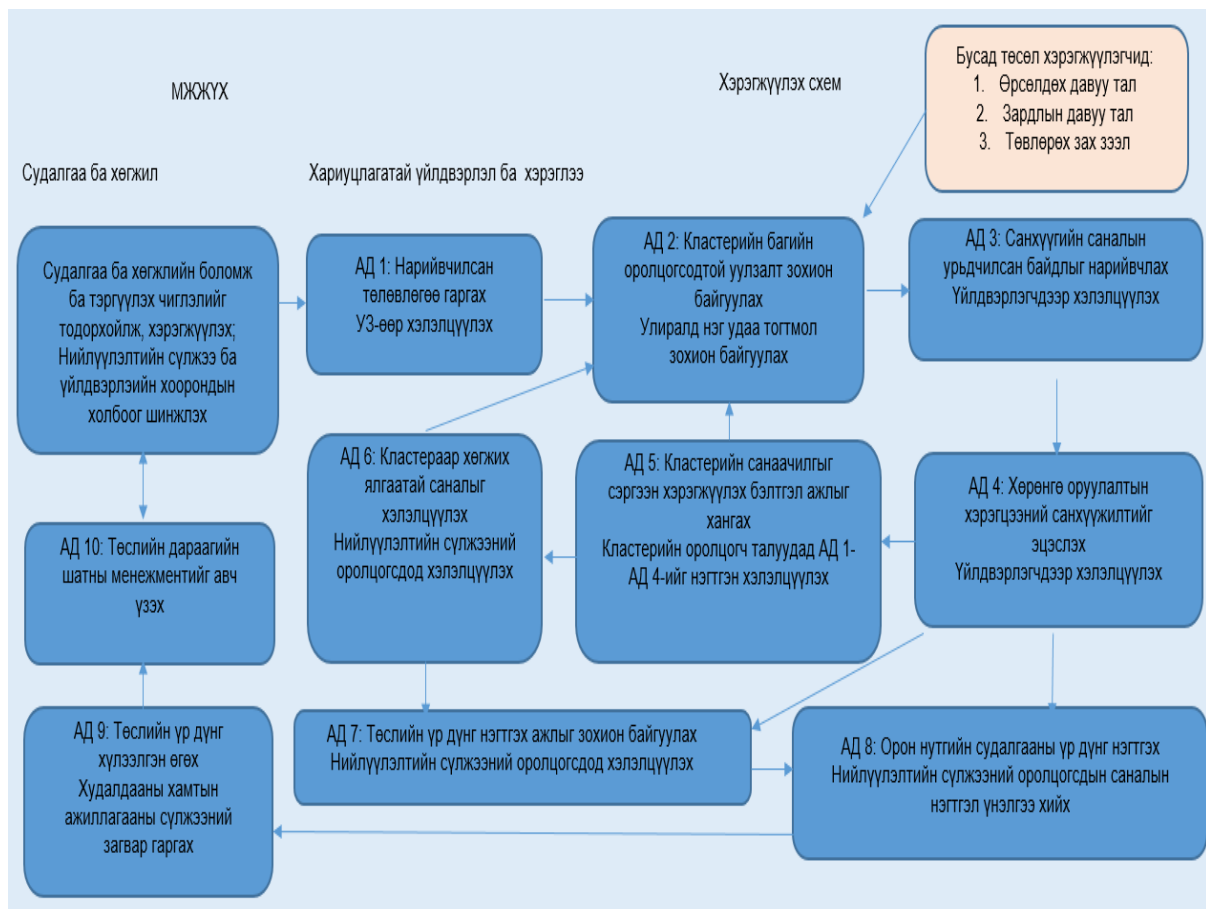 МЖЖҮХ
Хэрэгжүүлэх схем
Бусад төсөл хэрэгжүүлэгчид:
1. Өрсөлдөх давуу тал
2. Зардлын давуу тал
3. Төвлөрөх зах зээл
Судалгаа ба хөгжил
Хариуцлагатай үйлдвэрлэл ба хэрэглээ
Судалгаа ба хөгжлийн боломж
ба тэргүүлэх чиглэлийг
тодорхойлж, хэрэгжүүлэх;
Нийлүүлэлтийн сүлжээ ба
үйлдвэрлэийн хоорондын
холбоог шинжлэх
АД 1: Нарийвчилсан
төлөвлөгөө гаргах
УЗ-өөр хэлэлцүүлэх
АД 2: Кластерийн багийн
оролцогсодтой уулзалт зохион
байгуулах
Улиралд нэг удаа тогтмол
зохион байгуулах
АД 3: Санхүүгийн саналын
урьдчилсан байдлыг нарийвчлах
Үйлдвэрлэгчдээр хэлэлцүүлэх
АД 6: Кластераар хөгжих
ялгаатай саналыг
хэлэлцүүлэх
Нийлүүлэлтийн сүлжээний
оролцогсдод хэлэлцүүлэх
АД 5: Кластерийн санаачилгыг
сэргээн хэрэгжүүлэх бэлтгэл ажлыг
хангах
Кластерийн оролцогч талуудад АД 1-
АД 4-ийг нэгтгэн хэлэлцүүлэх
АД 4: Хөрөнгө оруулалтын
хэрэгцээний санхүүжилтийг
эцэслэх
Үйлдвэрлэгчдээр хэлэлцүүлэх
АД 10: Төслийн дараагийн
шатны менежментийг авч
үзэх
АД 9: Төслийн үр дүнг
хүлээлгэн өгөх
Худалдааны хамтын
ажиллагааны сүлжээний
загвар гаргах
АД 7: Төслийн үр дүнг нэгтгэх ажлыг зохион байгуулах
Нийлүүлэлтийн сүлжээний оролцогсдод хэлэлцүүлэх
АД 8: Орон нутгийн судалгааны үр дүнг нэгтгэх
Нийлүүлэлтийн сүлжээний оролцогсдын саналын
нэгтгэл үнэлгээ хийх